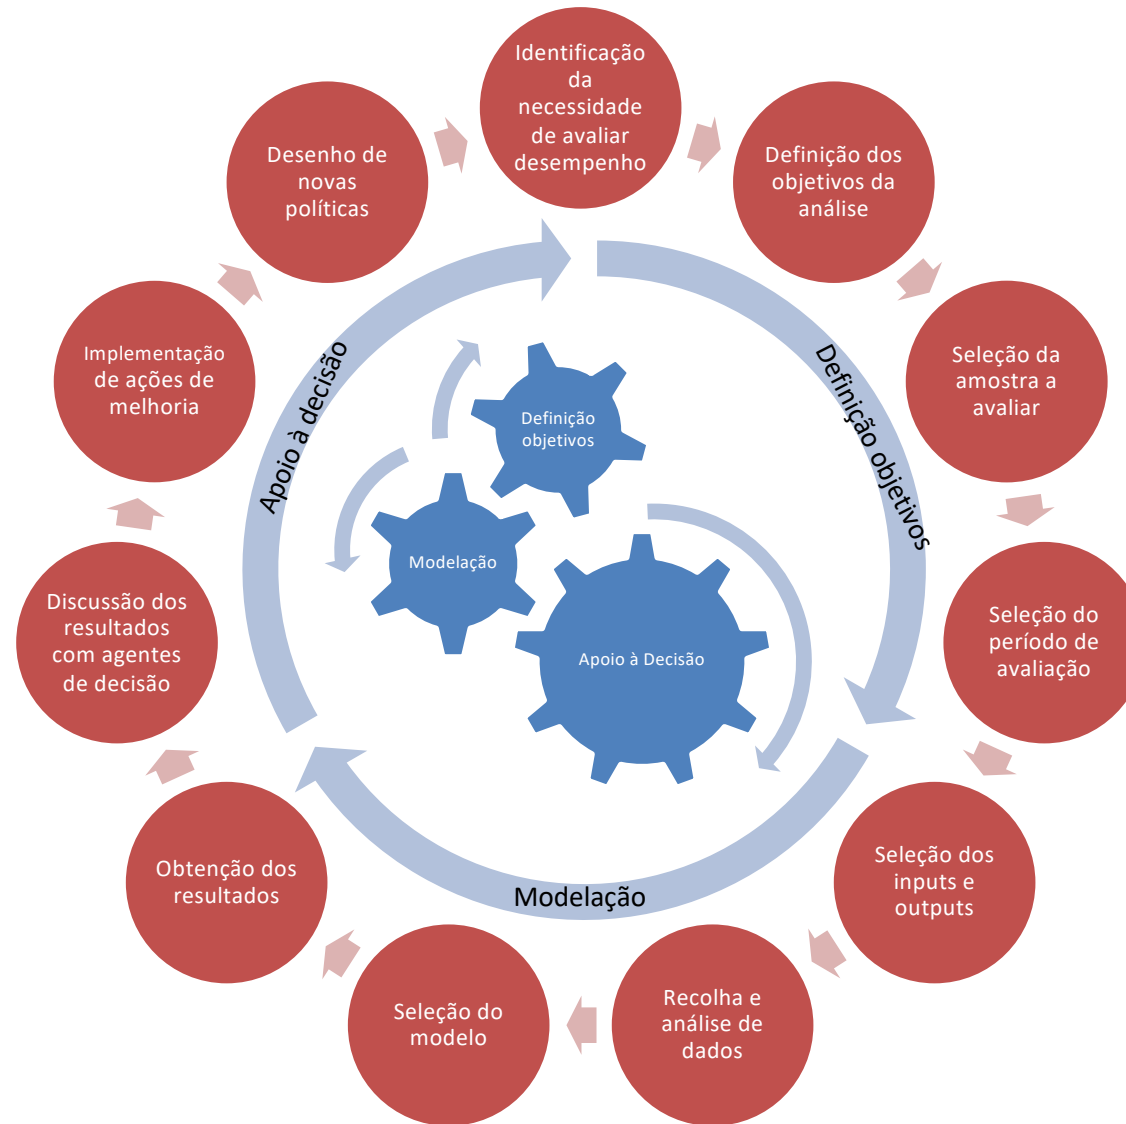 Identificação
da
necessidade
de avaliar
desempenho
Definição dos
objetivos da
análise
Seleção da
amostra a
avaliar
Seleção do
período de
avaliação
Seleção dos
inputs e
outputs
Recolha e
análise de
dados
Seleção do
modelo
Obtenção dos
resultados
Discussão dos
resultados
com agentes
de decisão
Implementação
de ações de
melhoria
Desenho de
novas
políticas
Definição objetivos
Modelação
Apoio à decisão
Definição
objetivos
Modelação
Apoio à Decisão